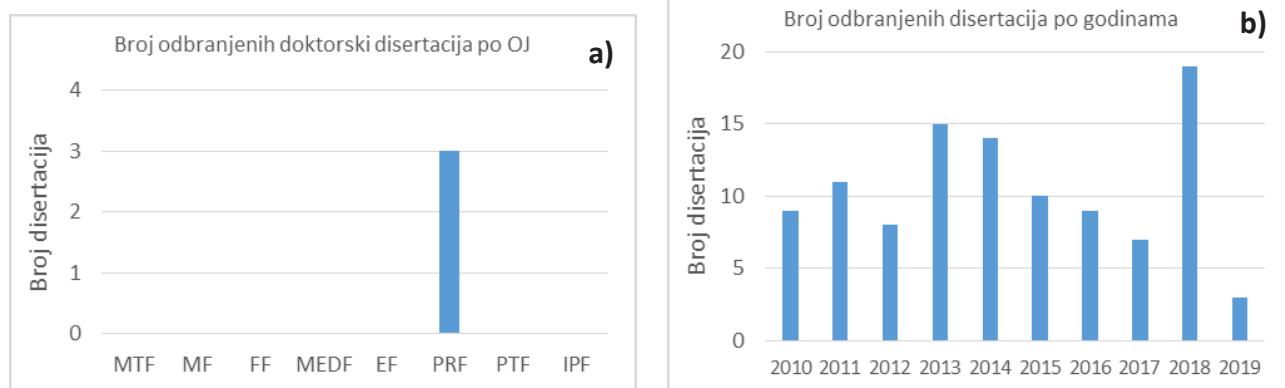 Broj odbranjenih doktorski disertacija po OJ
a)
Broj disertacija
4
3
2
1
0
MTF MF FF MEDF EF PRF PTF IPF
Broj odbranjenih disertacija po godinama
b)
Broj disertacija
20
15
10
5
0
2010 2011 2012 2013 2014 2015 2016 2017 2018 2019